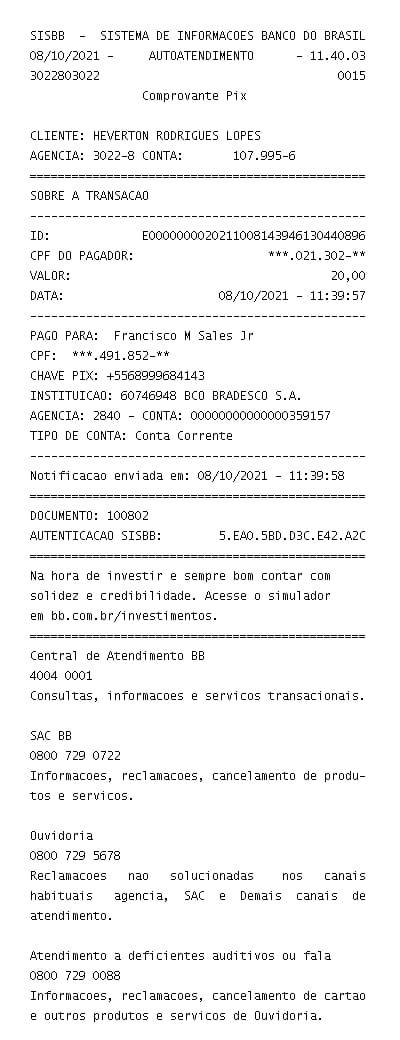 SISBB - SISTEMA DE INFORMACOES BANCO DO BRASIL
08/10/2021 - AUTOATENDIMENTO - 11.40.03
3022803022 0015
Comprovante Pix
CLIENTE: HEVERTON RODRIGUES LOPES
AGENCIA: 3022-8 CONTA: 107.995-6
================================================
SOBRE A TRANSACAO
------------------------------------------------
ID: E0000000020211008143946130440896
CPF DO PAGADOR: ***.021.302-**
VALOR: 20,00
DATA: 08/10/2021 - 11:39:57
------------------------------------------------
PAGO PARA: Francisco M Sales Jr
CPF: ***.491.852-**
CHAVE PIX: +5568999684143
INSTITUICAO: 60746948 BCO BRADESCO S.A.
AGENCIA: 2840 - CONTA: 00000000000000359157
TIPO DE CONTA: Conta Corrente
------------------------------------------------
Notificacao enviada em: 08/10/2021 - 11:39:58
================================================
DOCUMENTO: 100802
AUTENTICACAO SISBB: 5.EA0.5BD.D3C.E42.A2C
================================================
Na hora de investir e sempre bom contar com
solidez e credibilidade. Acesse o simulador
em bb.com.br/investimentos.
================================================
Central de Atendimento BB
4004 0001
Consultas, informacoes e servicos transacionais.
SAC BB
0800 729 0722
Informacoes, reclamacoes, cancelamento de produ-
tos e servicos.
Ouvidoria
0800 729 5678
Reclamacoes nao solucionadas nos canais
habituais agencia, SAC e Demais canais de
atendimento.
Atendimento a deficientes auditivos ou fala
0800 729 0088
Informacoes, reclamacoes, cancelamento de cartao
e outros produtos e servicos de Ouvidoria.